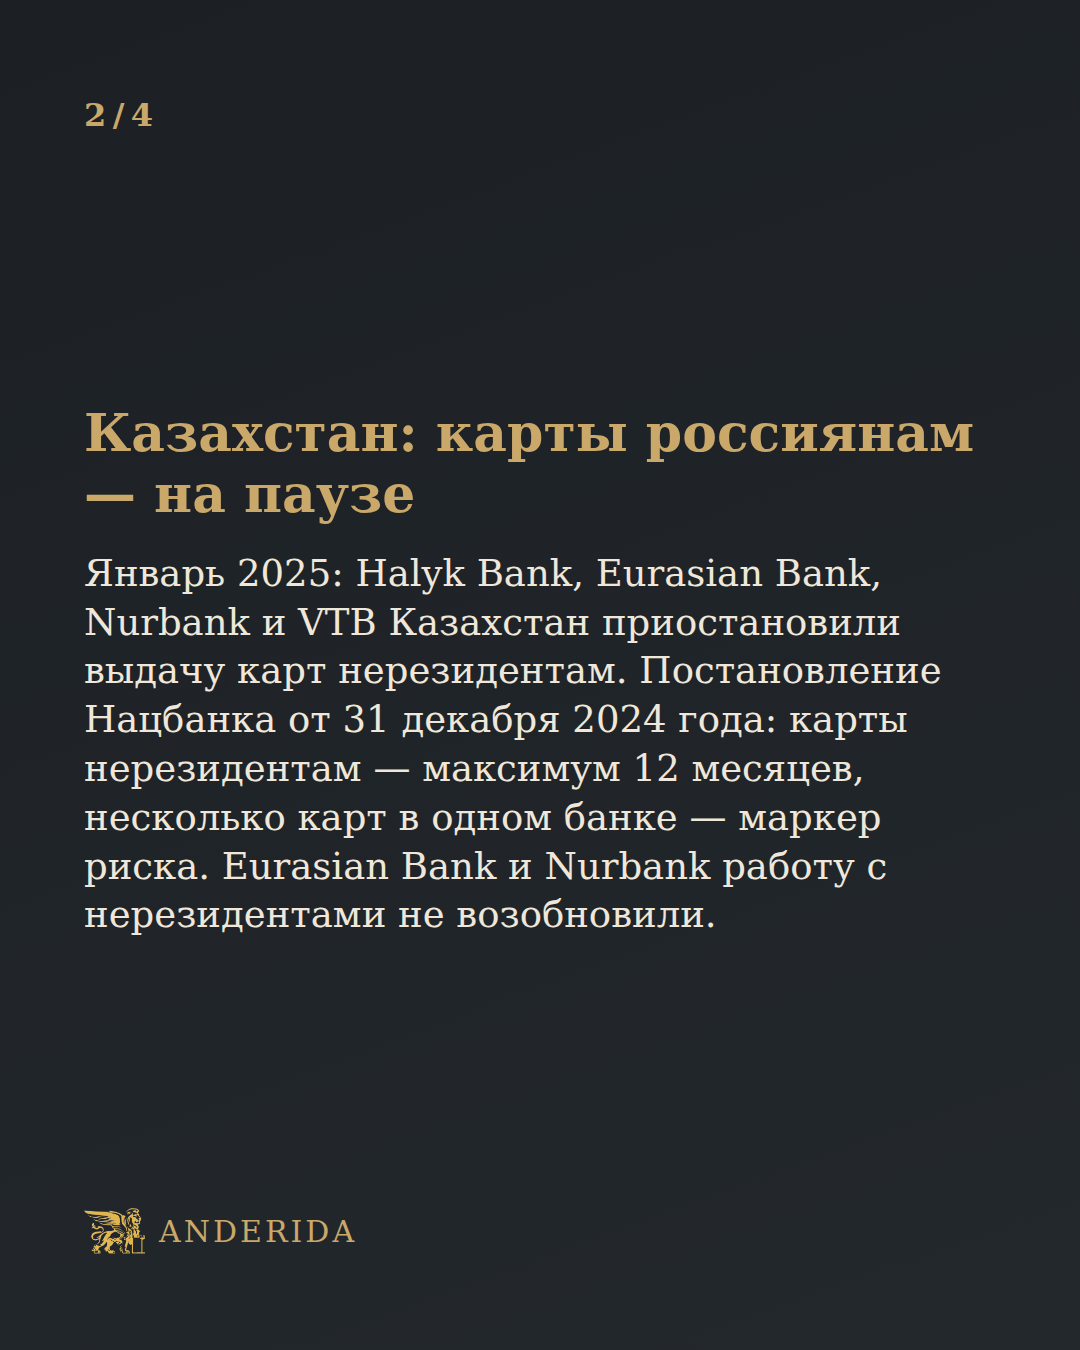 2/4
Казахстан: карты россиянам
— на паузе
Январь 2025: Halyk Bank, Eurasian Bank,
Nurbank и VTB Казахстан приостановили
выдачу карт нерезидентам. Постановление
Нацбанка от 31 декабря 2024 года: карты
нерезидентам — максимум 12 месяцев,
несколько карт в одном банке — маркер
риска. Eurasian Bank и Nurbank работу с
нерезидентами не возобновили.
ANDERIDA